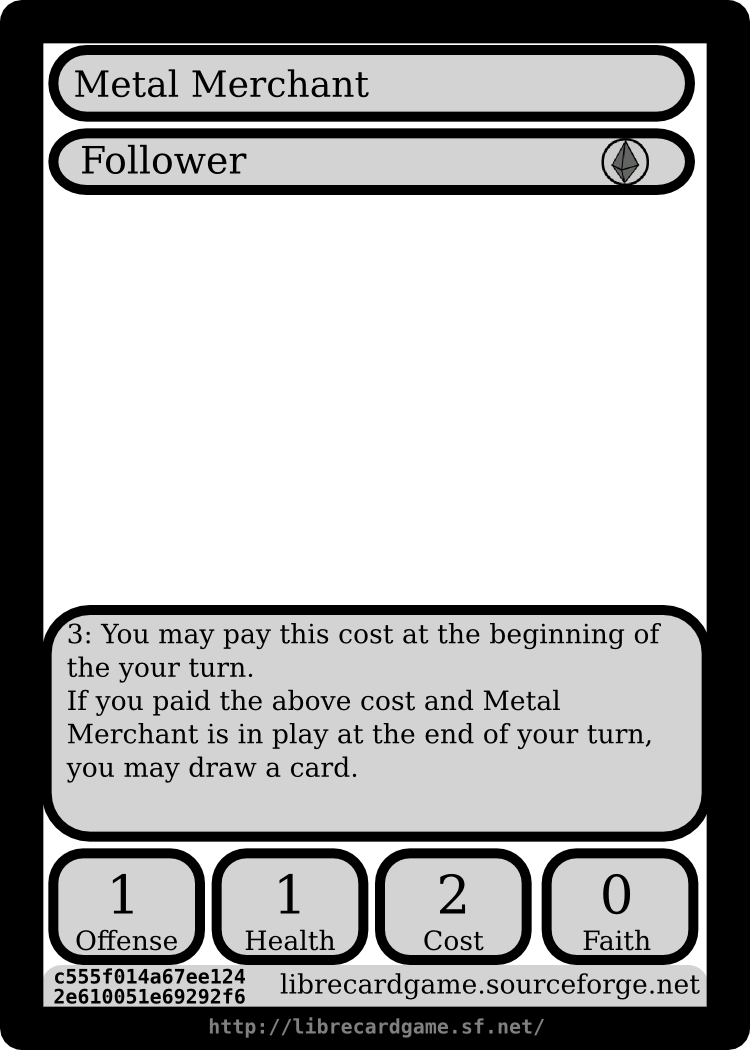 Metal Merchant
Follower
3: You may pay this cost at the beginning of
the your turn.
If you paid the above cost and Metal
Merchant is in play at the end of your turn,
you may draw a card.
1
Offense
1
Health
2
Cost
0
Faith
c555f014a67ee124
2e610051e69292f6
librecardgame.sourceforge.net
http://librecardgame.sf.net/